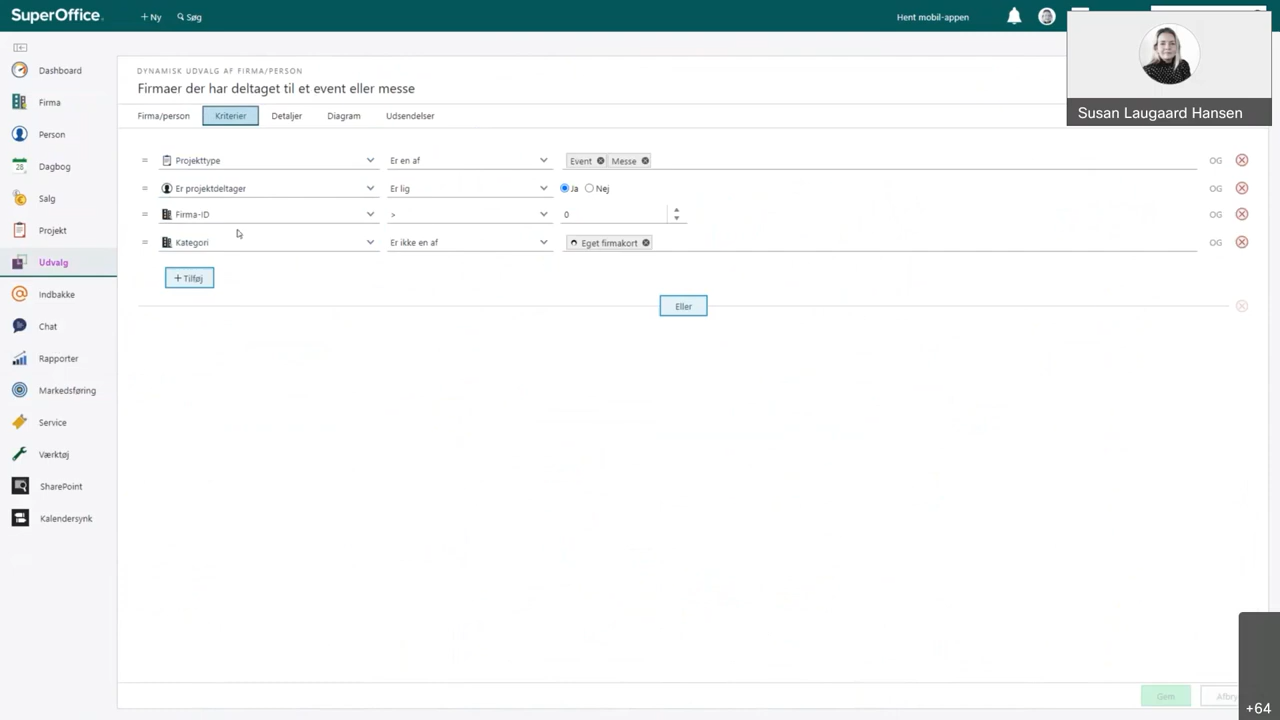 SuperOffice
+ Ny
Søg
Hent mobil-appen
Susan Laugaard Hansen
Dashboard
Firma
Person
28
Dagbog
Salg
Projekt
Udvalg
Indbakke
Chat
Rapporter
Markedsføring
Service
Værktøj
SharePoint
Kalendersynk
DYNAMISK UDVALG AF FIRMA/PERSON
Firmaer der har deltaget til et event eller messe
Firma/person Kriterier Detaljer Diagram Udsendelser
Projekttype Er en af Event Messe OG
Er projektdeltager Er lig Ja Nej OG
Firma-ID > 0 OG
Kategori Er ikke en af Eget firmakort OG
+ Tilføj
Eller
Gem
+64